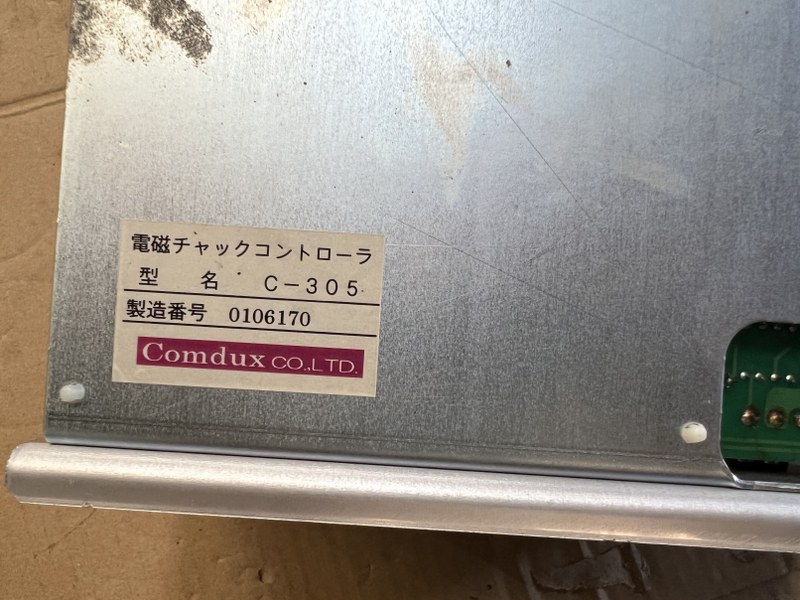 電磁チャックコントローラ
型 名 C-305
製造番号 0106170
Comdux CO.,LTD.